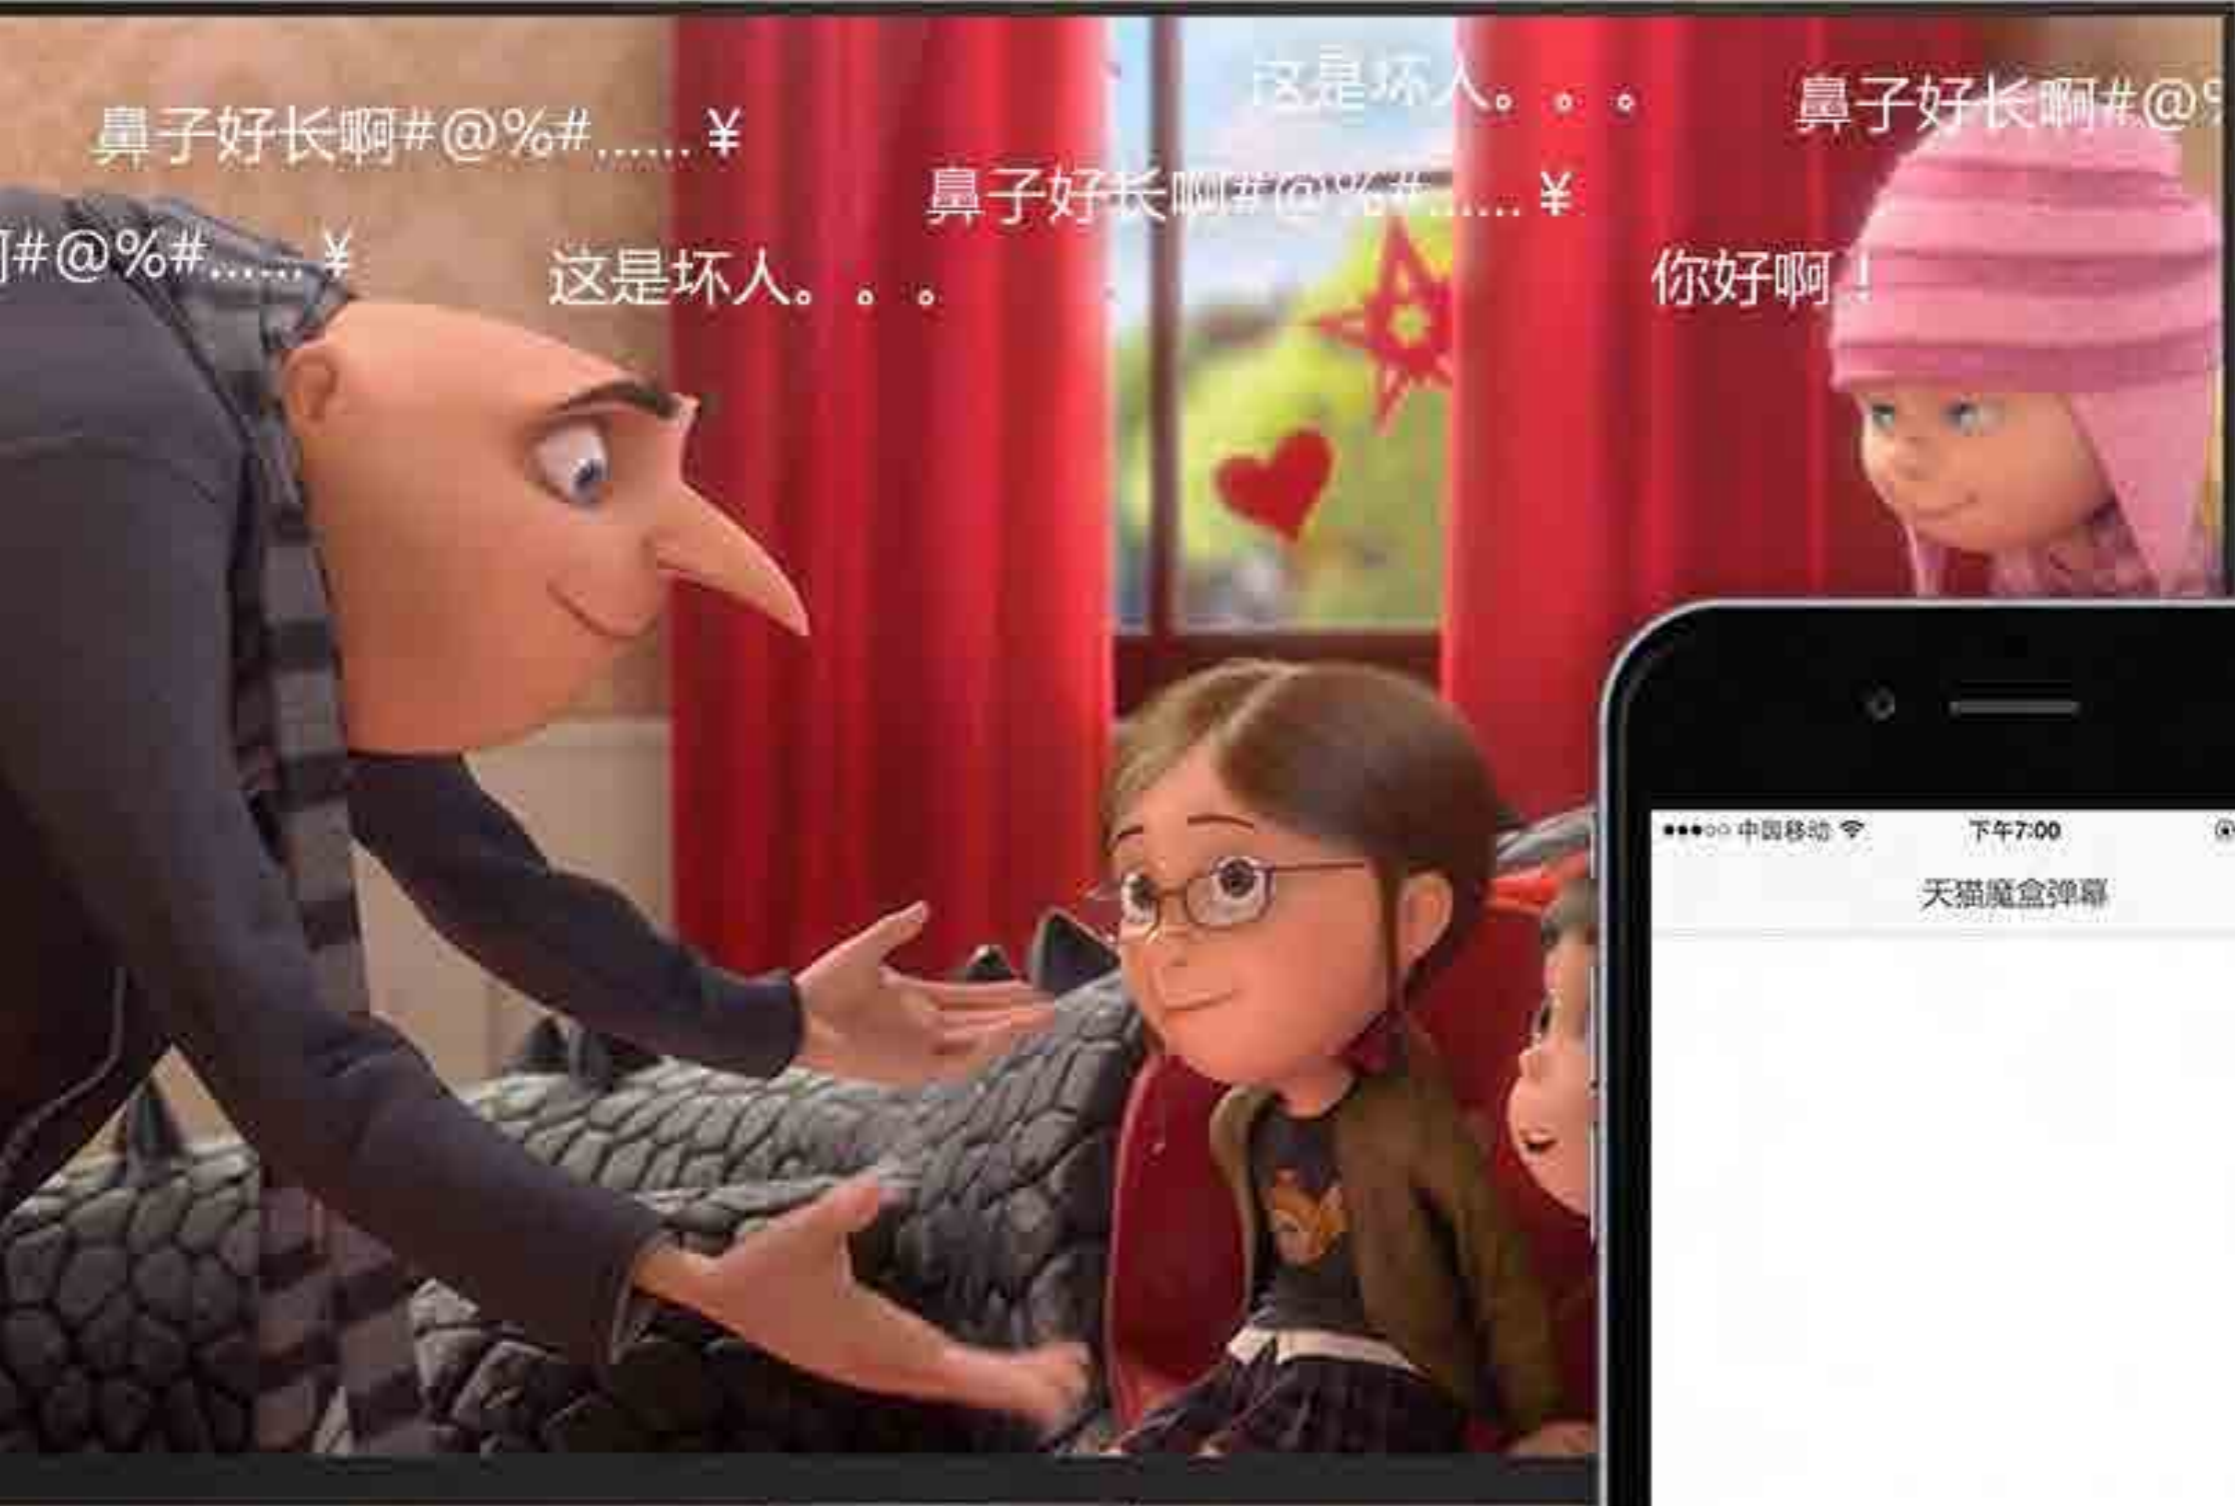 这是坏人。。。
鼻子好长啊#@%
鼻子好长啊#@%#……¥
鼻子好长啊#@%#……¥
#@%#……¥
这是坏人。。。
你好啊！
中国移动
下午7:00
天猫魔盒弹幕